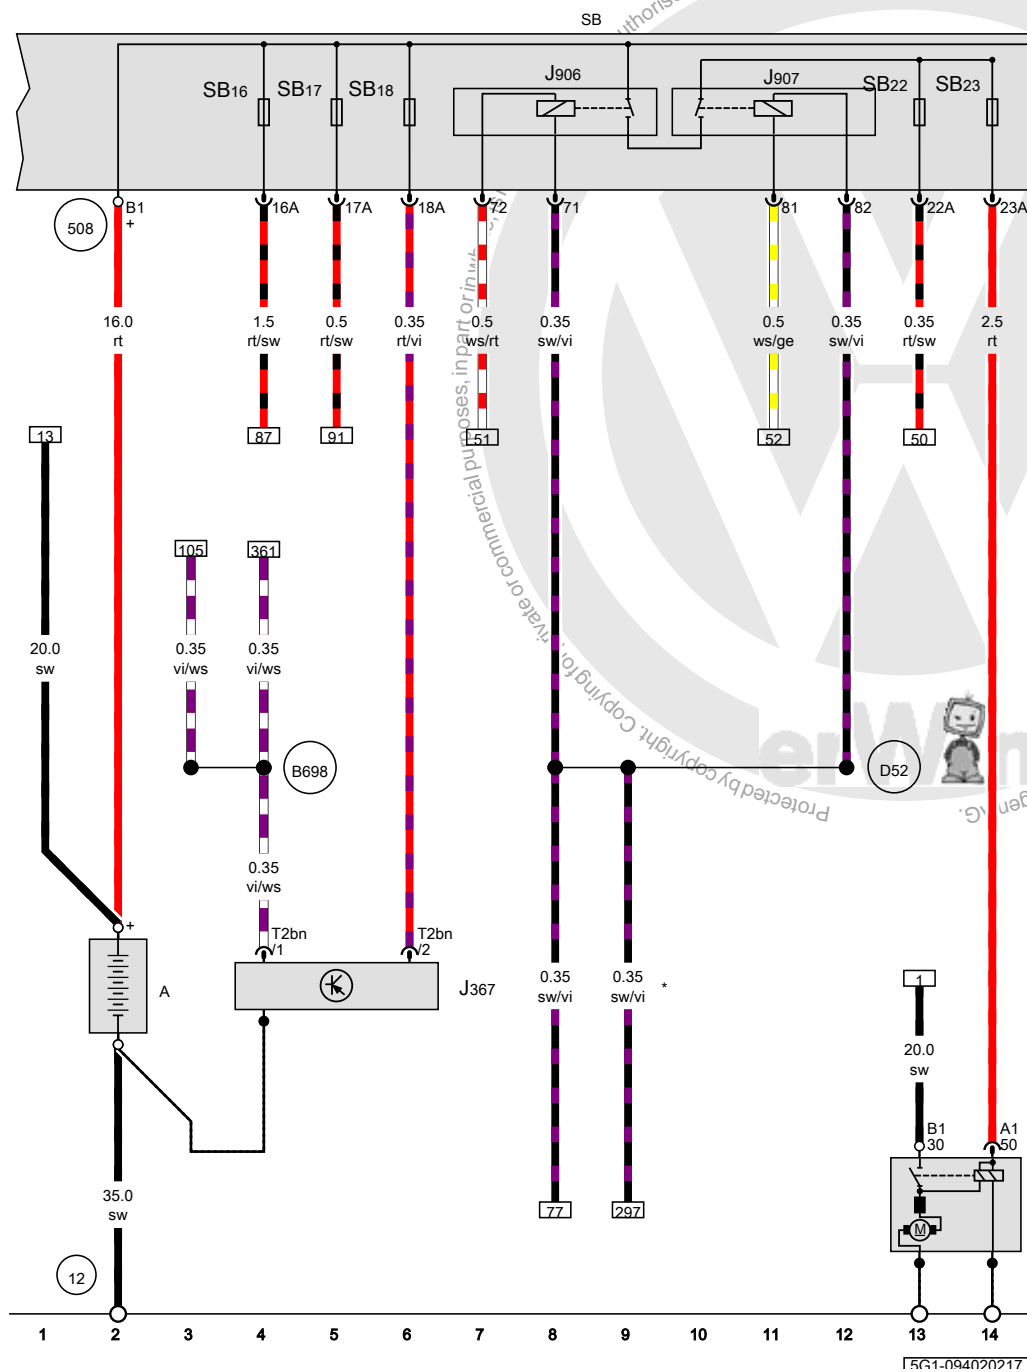 SB
SB16
SB17
SB18
J906
J907
SB22
SB23
508
B1
+
16A
17A
18A
72
71
81
82
22A
23A
16.0
rt
1.5
rt/sw
0.5
rt/sw
0.35
rt/vi
0.5
ws/rt
0.35
sw/vi
0.5
ws/ge
0.35
sw/vi
0.35
rt/sw
2.5
rt
13
87
91
51
52
50
105
361
20.0
sw
0.35
vi/ws
0.35
vi/ws
B698
D52
0.35
vi/ws
+
T2bn
/1
T2bn
/2
A
J367
0.35
sw/vi
0.35
sw/vi
*
1
20.0
sw
B1
30
A1
50
M
35.0
sw
77
297
12
1 2 3 4 5 6 7 8 9 10 11 12 13 14
5G1-094020217
Protected by copyright. Copying for private or commercial purposes, in part or in